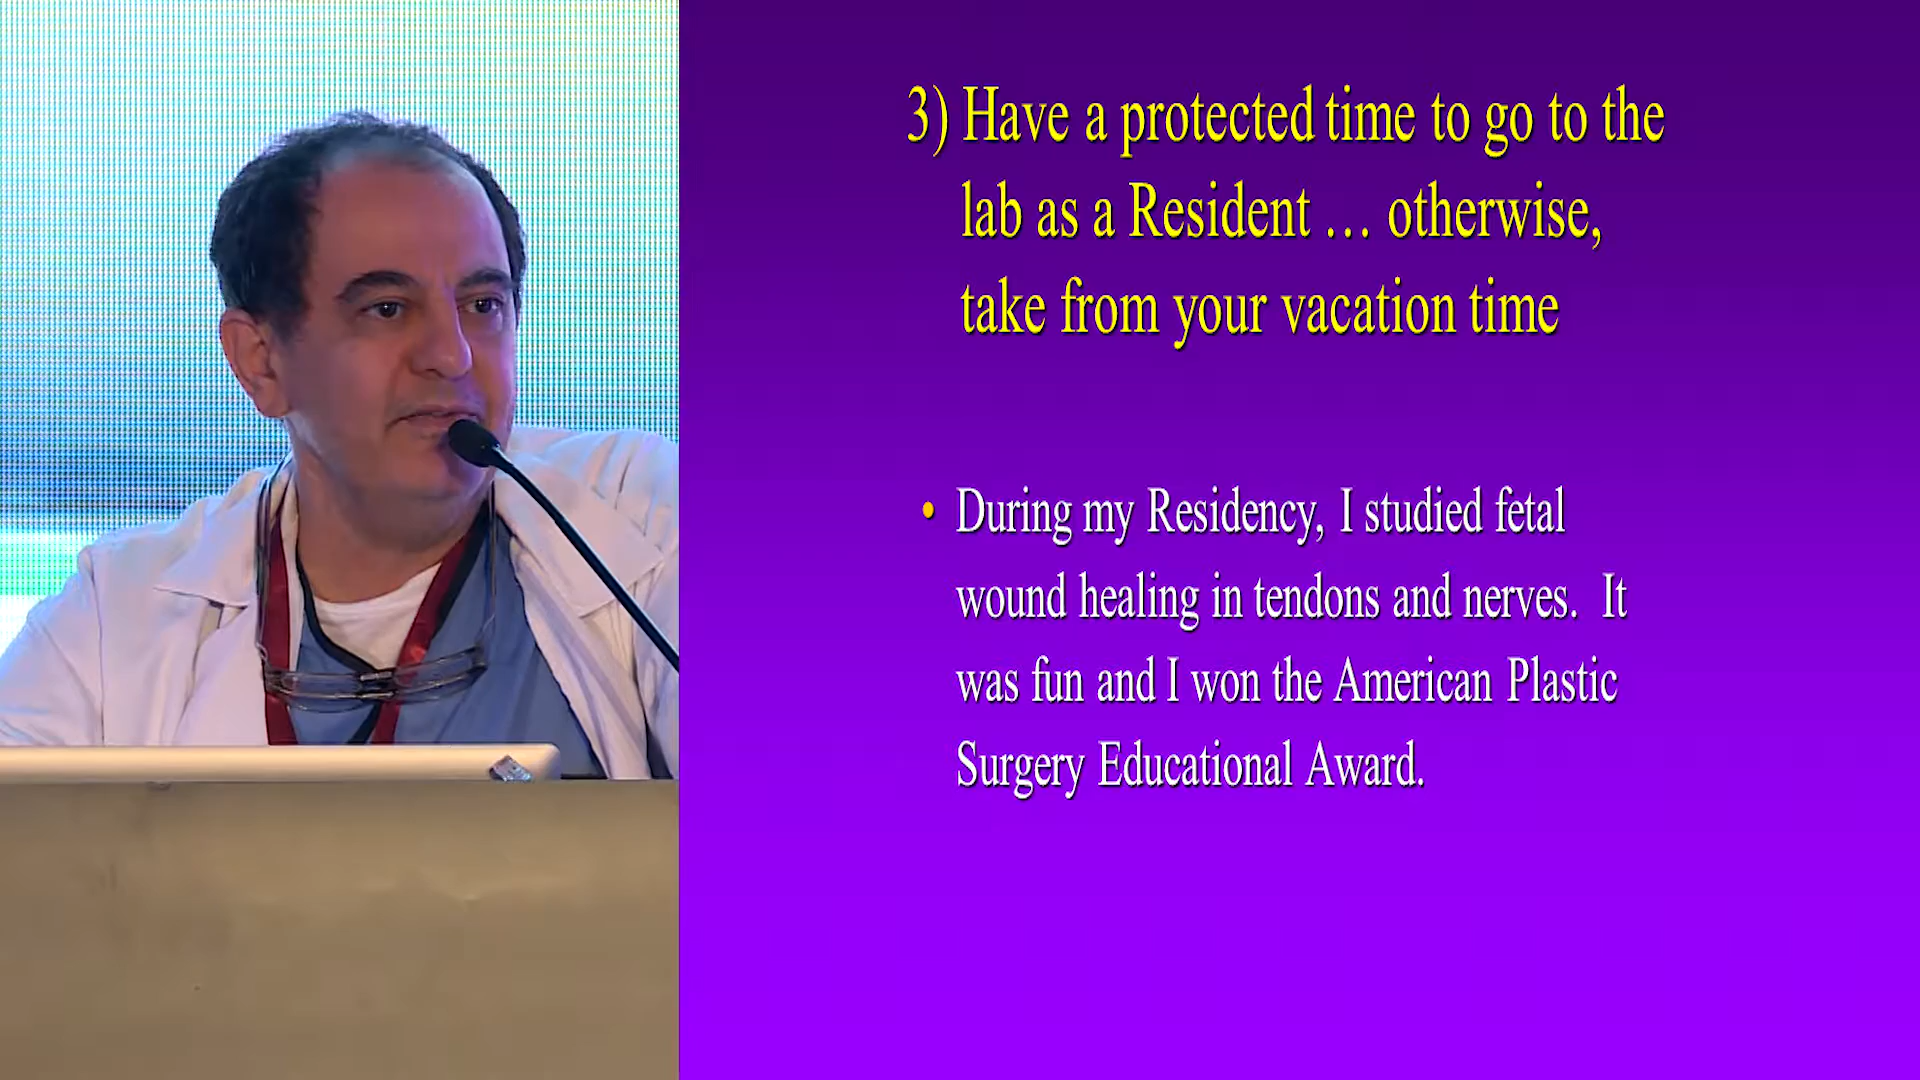 3) Have a protected time to go to the
lab as a Resident … otherwise,
take from your vacation time
• During my Residency, I studied fetal
wound healing in tendons and nerves.  It
was fun and I won the American Plastic
Surgery Educational Award.